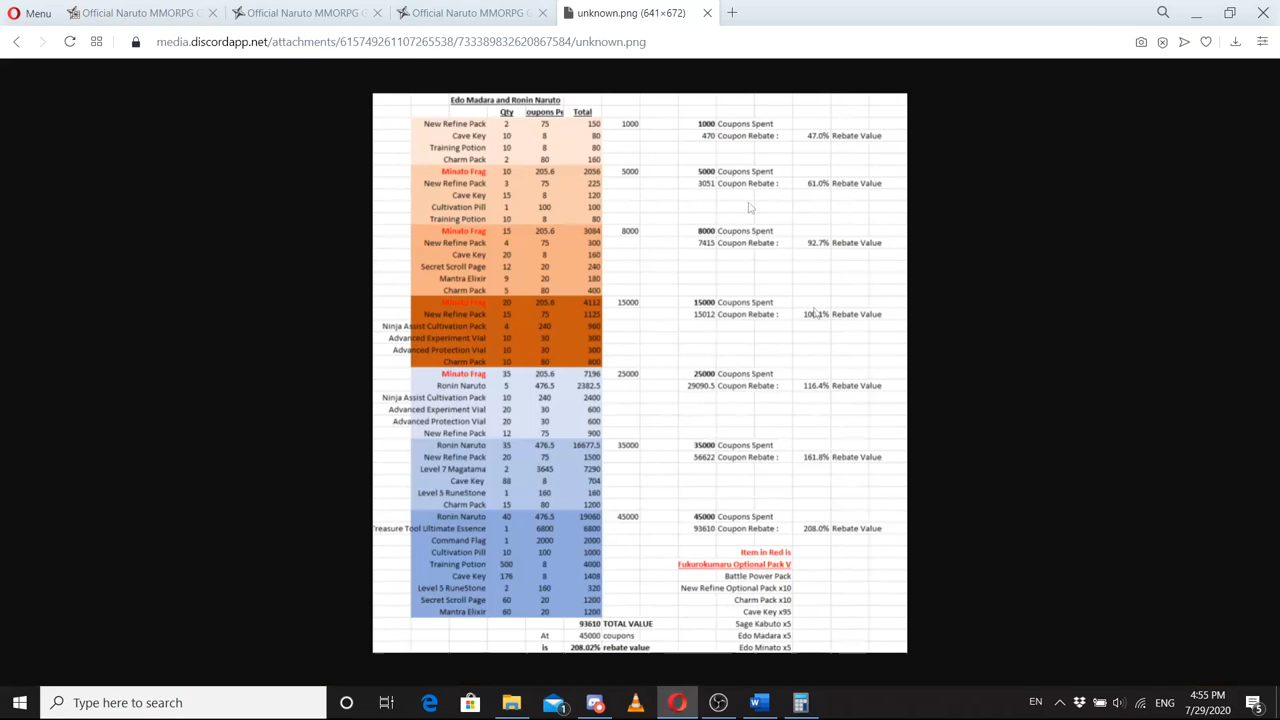 Menu
Official Naruto MMORPG G
Official Naruto MMORPG G
Official Naruto MMORPG G
unknown.png (641×672)
media.discordapp.net/attachments/615749261107265538/733389832620867584/unknown.png
Edo Madara and Ronin Naruto
Qty oupons Pe Total
New Refine Pack 2 75 150 1000 1000 Coupons Spent
Cave Key 10 8 80 470 Coupon Rebate : 47.0% Rebate Value
Training Potion 10 8 80
Charm Pack 2 80 160
Minato Frag 10 205.6 2056 5000 5000 Coupons Spent
New Refine Pack 3 75 225 3051 Coupon Rebate : 61.0% Rebate Value
Cave Key 15 8 120
Cultivation Pill 1 100 100
Training Potion 10 8 80
Minato Frag 15 205.6 3084 8000 8000 Coupons Spent
New Refine Pack 4 75 300 7415 Coupon Rebate : 92.7% Rebate Value
Cave Key 20 8 160
Secret Scroll Page 12 20 240
Mantra Elixir 9 20 180
Charm Pack 5 80 400
Minato Frag 20 205.6 4112 15000 15000 Coupons Spent
New Refine Pack 15 75 1125 15012 Coupon Rebate : 100.1% Rebate Value
Ninja Assist Cultivation Pack 4 240 960
Advanced Experiment Vial 10 30 300
Advanced Protection Vial 10 30 300
Charm Pack 10 80 800
Minato Frag 35 205.6 7196 25000 25000 Coupons Spent
Ronin Naruto 5 476.5 2382.5 29090.5 Coupon Rebate : 116.4% Rebate Value
Ninja Assist Cultivation Pack 10 240 2400
Advanced Experiment Vial 20 30 600
Advanced Protection Vial 20 30 600
New Refine Pack 12 75 900
Ronin Naruto 35 476.5 16677.5 35000 35000 Coupons Spent
New Refine Pack 20 75 1500 56622 Coupon Rebate : 161.8% Rebate Value
Level 7 Magatama 2 3645 7290
Cave Key 88 8 704
Level 5 RuneStone 1 160 160
Charm Pack 15 80 1200
Ronin Naruto 40 476.5 19060 45000 45000 Coupons Spent
Treasure Tool Ultimate Essence 1 6800 6800 93610 Coupon Rebate : 208.0% Rebate Value
Command Flag 1 2000 2000
Cultivation Pill 10 100 1000 Item in Red is
Training Potion 500 8 4000 Fukurokumaru Optional Pack V
Cave Key 176 8 1408 Battle Power Pack
Level 5 RuneStone 2 160 320 New Refine Optional Pack x10
Secret Scroll Page 60 20 1200 Charm Pack x10
Mantra Elixir 60 20 1200 Cave Key x95
93610 TOTAL VALUE Sage Kabuto x5
At 45000 coupons Edo Madara x5
is 208.02% rebate value Edo Minato x5
Type here to search
1
EN
ENG
4:55 PM
7/29/2020
5